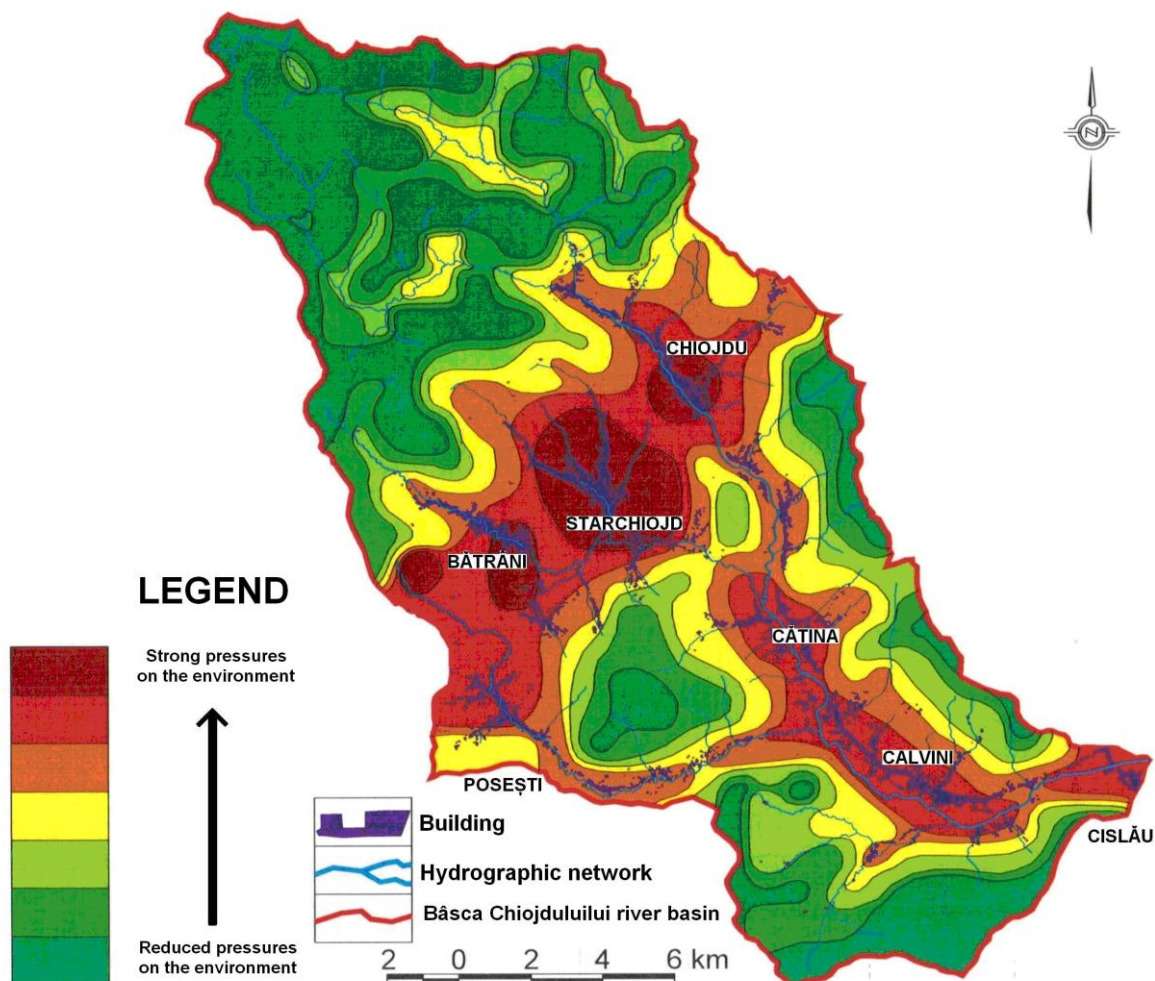 CHIOJDU
STARCHIOJD
BĂTRÂNI
LEGEND
CĂTINA
Strong pressures
on the environment
CALVINI
POSEȘTI
CISLĂU
Building
Hydrographic network
Bâsca Chiojduluilui river basin
Reduced pressures
on the environment
2 0 2 4 6 km
N